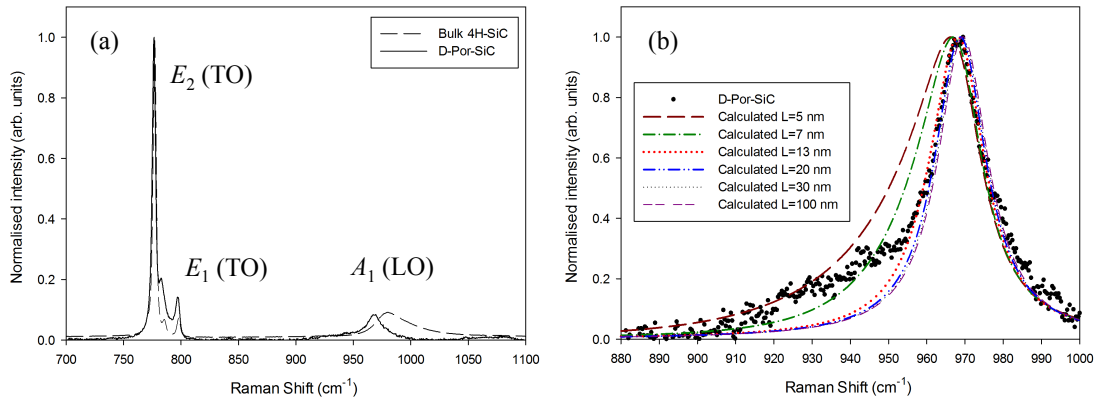 (a)
Bulk 4H-SiC
D-Por-SiC
E2 (TO)
E1 (TO)
A1 (LO)
Normalised intensity (arb. units)
1.0
0.8
0.6
0.4
0.2
0.0
700 750 800 850 900 950 1000 1050 1100
Raman Shift (cm-1)
(b)
D-Por-SiC
Calculated L=5 nm
Calculated L=7 nm
Calculated L=13 nm
Calculated L=20 nm
Calculated L=30 nm
Calculated L=100 nm
Normalised intensity (arb. units)
1.0
0.8
0.6
0.4
0.2
0.0
880 890 900 910 920 930 940 950 960 970 980 990 1000
Raman Shift (cm-1)